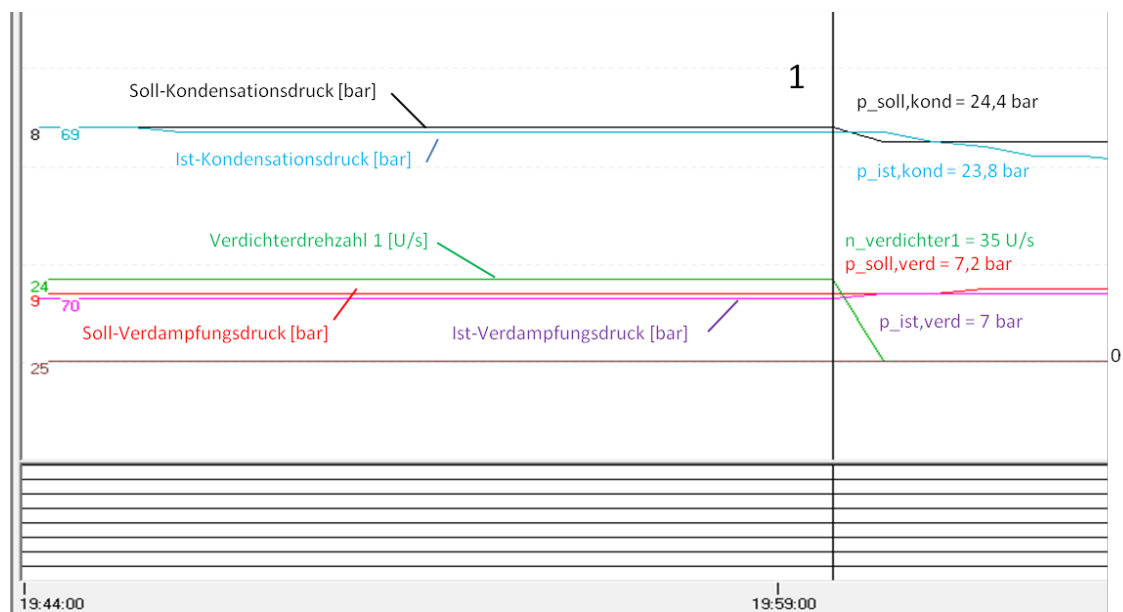 1
Soll-Kondensationsdruck [bar]
p_soll,kond = 24,4 bar
8 69
Ist-Kondensationsdruck [bar]
p_ist,kond = 23,8 bar
Verdichterdrehzahl 1 [U/s]
n_verdichter1 = 35 U/s
p_soll,verd = 7,2 bar
24
9 70
Soll-Verdampfungsdruck [bar]
Ist-Verdampfungsdruck [bar]
p_ist,verd = 7 bar
25
0
19:44:00
19:59:00